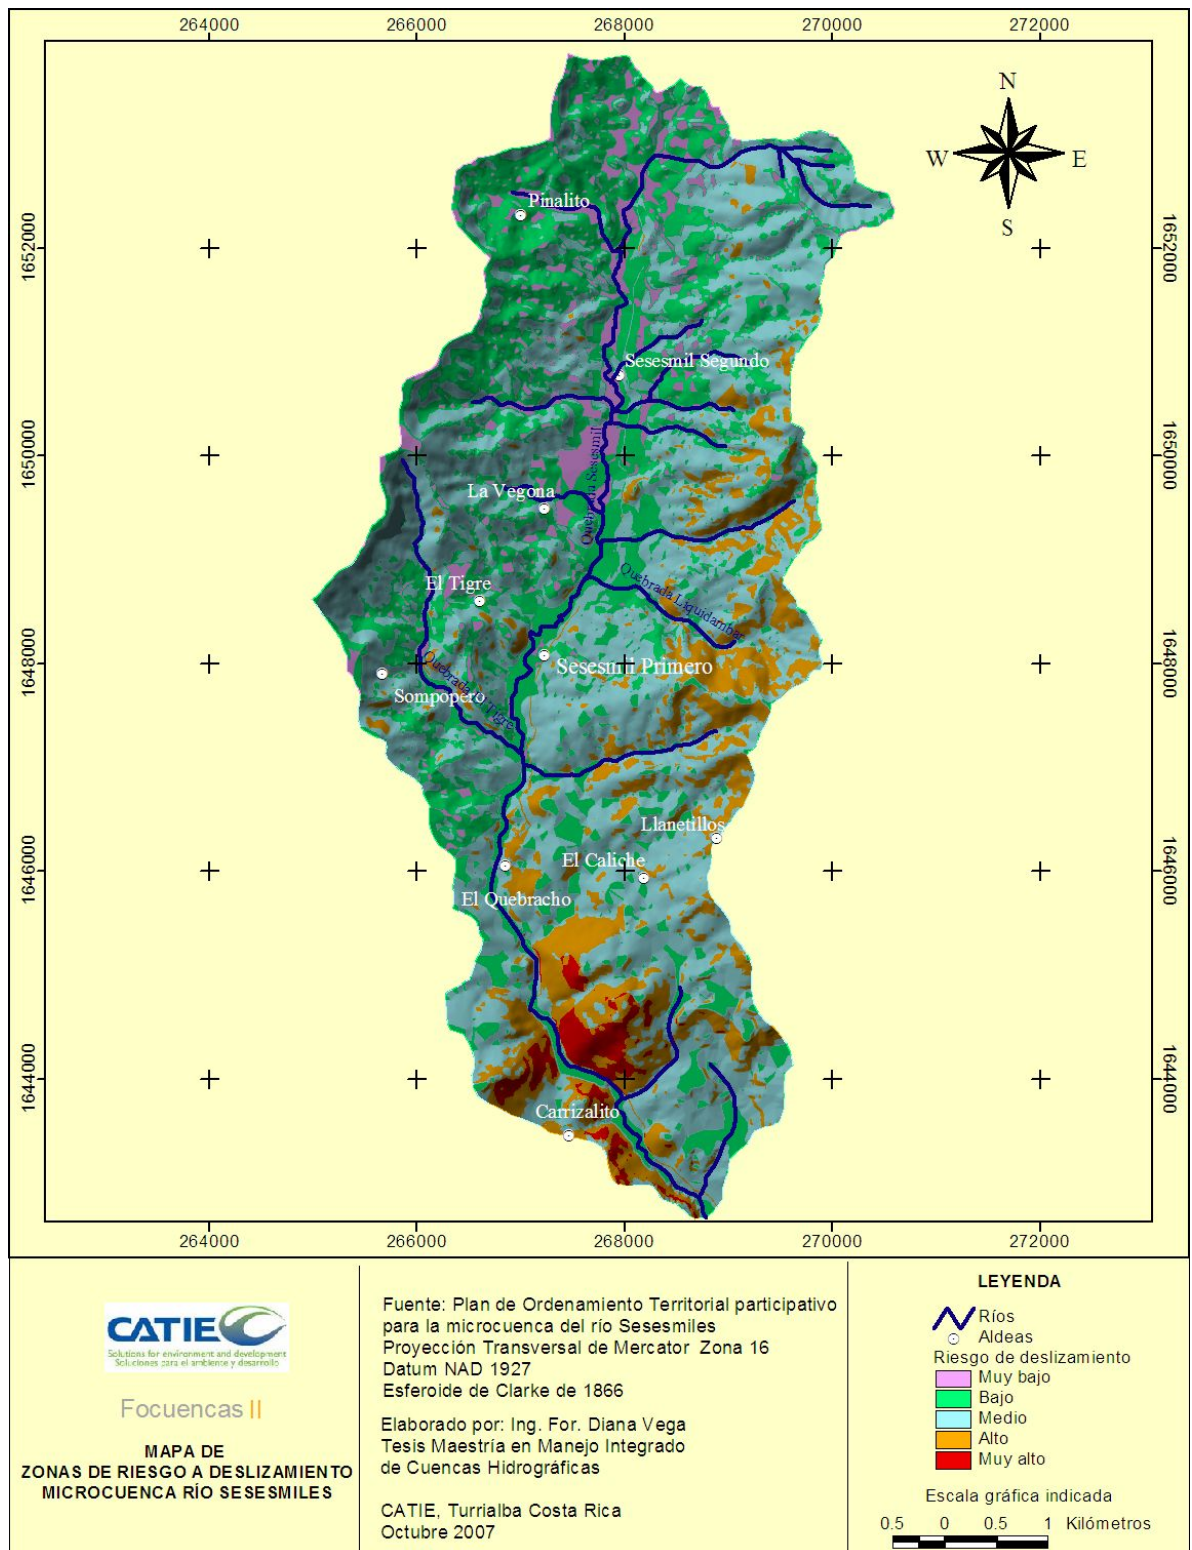 264000 266000 268000 270000 272000
N
W E
S
1652000
1650000
1648000
1646000
1644000
1652000
1650000
1648000
1646000
1644000
Pinalito
Sesesmil Segundo
Quebrada Sesesmil
La Vegona
Quebrada Liquidambar
El Tigre
Sesesmil Primero
Quebrada El Tigre
Sompopero
Llanetillos
El Caliche
El Quebracho
Carrizalito
264000 266000 268000 270000 272000
CATIE
Solutions for environment and development
Soluciones para el ambiente y desarrollo
Focuencas II
MAPA DE
ZONAS DE RIESGO A DESLIZAMIENTO
MICROCUENCA RÍO SESESMILES
Fuente: Plan de Ordenamiento Territorial participativo
para la microcuenca del río Sesesmiles
Proyección Transversal de Mercator Zona 16
Datum NAD 1927
Esferoide de Clarke de 1866
Elaborado por: Ing. For. Diana Vega
Tesis Maestría en Manejo Integrado
de Cuencas Hidrográficas
CATIE, Turrialba Costa Rica
Octubre 2007
LEYENDA
Ríos
Aldeas
Riesgo de deslizamiento
Muy bajo
Bajo
Medio
Alto
Muy alto
Escala gráfica indicada
0.5 0 0.5 1 Kilómetros